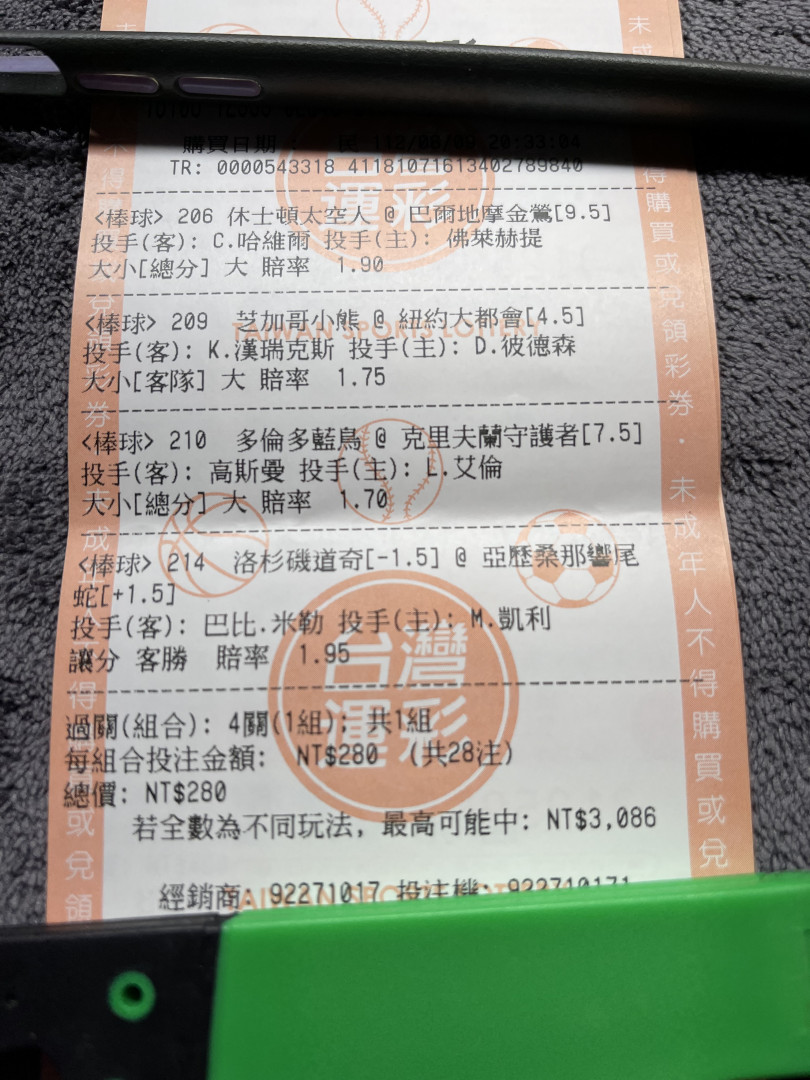 購買日期:
TR: 0000543318 411810716134027898​40
<棒球> 206 休士頓太空人 @ 巴爾地摩金鶯[9.5]
投手(客): C.哈維爾 投手(主): 佛萊赫提
大小[總分] 大 賠率 1.90
<棒球> 209 芝加哥小熊 @ 紐約大都會[4.5]
投手(客): K.漢瑞克斯 投手(主): D.彼德森
大小[客隊] 大 賠率 1.75
<棒球> 210 多倫多藍鳥 @ 克里夫蘭守護者[7.5]
投手(客): 高斯曼 投手(主): L.艾倫
大小[總分] 大 賠率 1.70
<棒球> 214 洛杉磯道奇[-1.5] @ 亞歷桑那響尾
蛇[+1.5]
投手(客): 巴比.米勒 投手(主): M.凱利
讓分 客勝 賠率 1.95
過關(組合): 4關(1組); 共1組
每組合投注金額: NT$280 (共28注)
總價: NT$280
若全數為不同玩法, 最高可能中: NT$3,086
經銷商: 92271017 投注機: 922710171
台灣
運彩
TAIWAN SPORTS LOTTERY
台灣
運彩
未成年人不得購買或兌領彩券·未成年人不得購買或兌